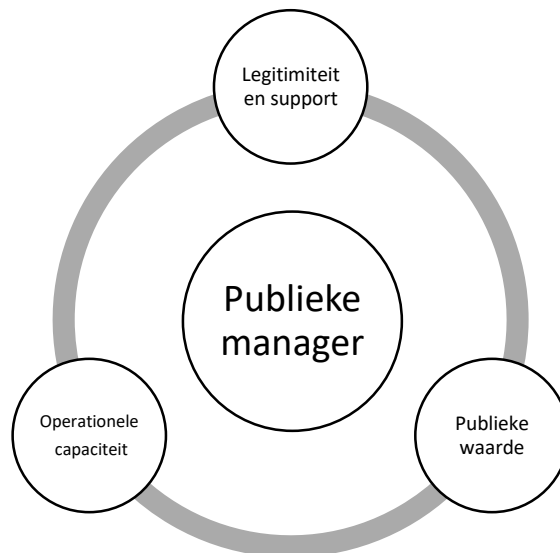 Legitimiteit
en support
Publieke
manager
Operationele
capaciteit
Publieke
waarde